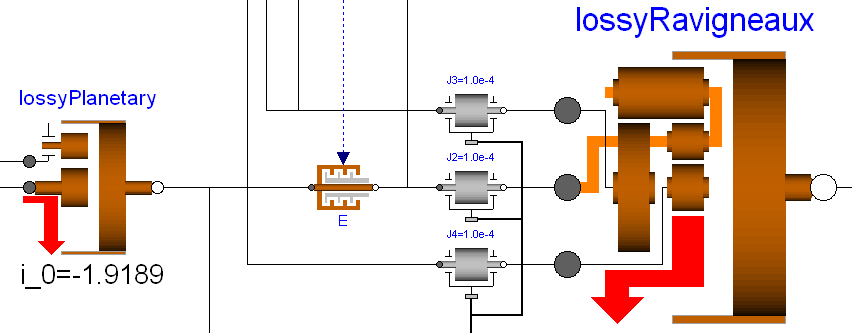 lossyRavigneaux
J3=1.0e-4
lossyPlanetary
J2=1.0e-4
E
J4=1.0e-4
i_0=-1.9189